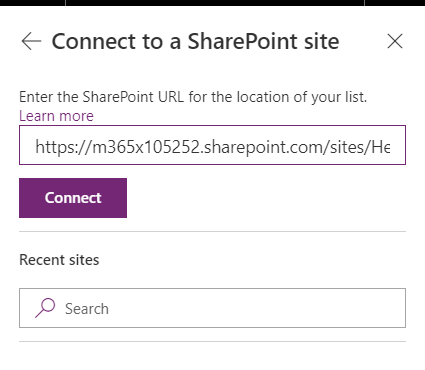 Connect to a SharePoint site
Enter the SharePoint URL for the location of your list.
Learn more
https://m365x105252.sharepoint.com/sites/He
Connect
Recent sites
Search